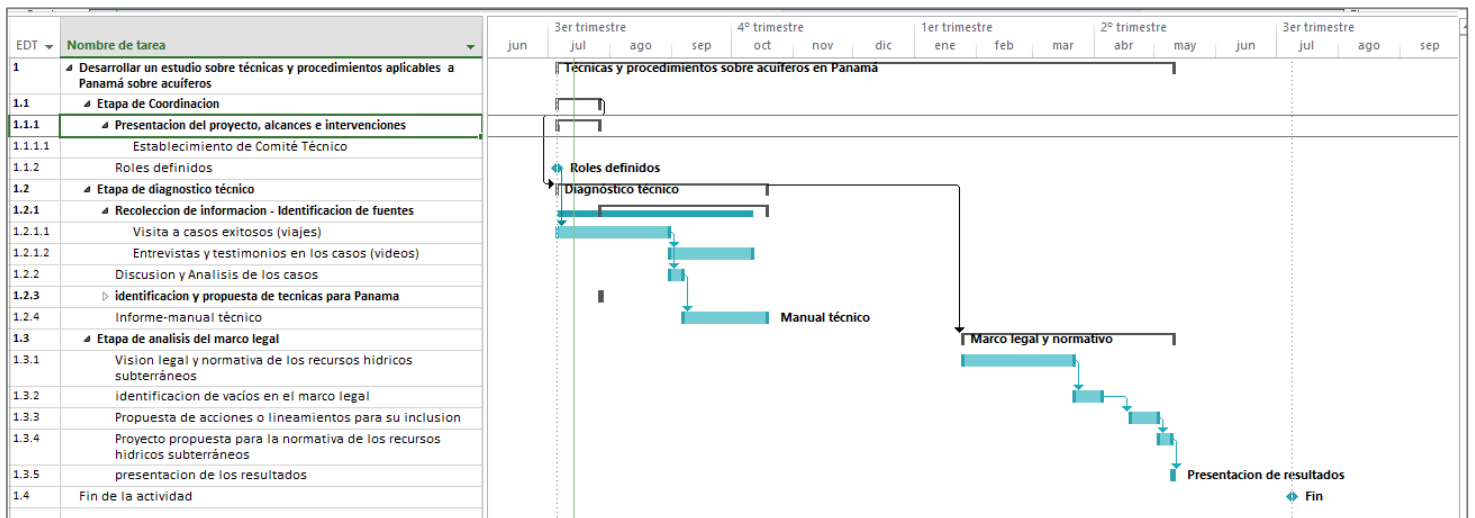 3er trimestre 4º trimestre 1er trimestre 2º trimestre 3er trimestre
EDT Nombre de tarea jun jul ago sep oct nov dic ene feb mar abr may jun jul ago sep
1 Desarrollar un estudio sobre técnicas y procedimientos aplicables a
Panamá sobre acuíferos
Técnicas y procedimientos sobre acuíferos en Panamá
1.1 Etapa de Coordinacion
1.1.1 Presentacion del proyecto, alcances e intervenciones
1.1.1.1 Establecimiento de Comité Técnico
1.1.2 Roles definidos Roles definidos
1.2 Etapa de diagnostico técnico Diagnóstico técnico
1.2.1 Recoleccion de informacion - Identificacion de fuentes
1.2.1.1 Visita a casos exitosos (viajes)
1.2.1.2 Entrevistas y testimonios en los casos (videos)
1.2.2 Discusion y Analisis de los casos
1.2.3 identificacion y propuesta de tecnicas para Panama
1.2.4 Informe-manual técnico Manual técnico
1.3 Etapa de analisis del marco legal Marco legal y normativo
1.3.1 Vision legal y normativa de los recursos hidricos
subterráneos
1.3.2 identificacion de vacíos en el marco legal
1.3.3 Propuesta de acciones o lineamientos para su inclusion
1.3.4 Proyecto propuesta para la normativa de los recursos
hidricos subterráneos
1.3.5 presentacion de los resultados Presentacion de resultados
1.4 Fin de la actividad Fin